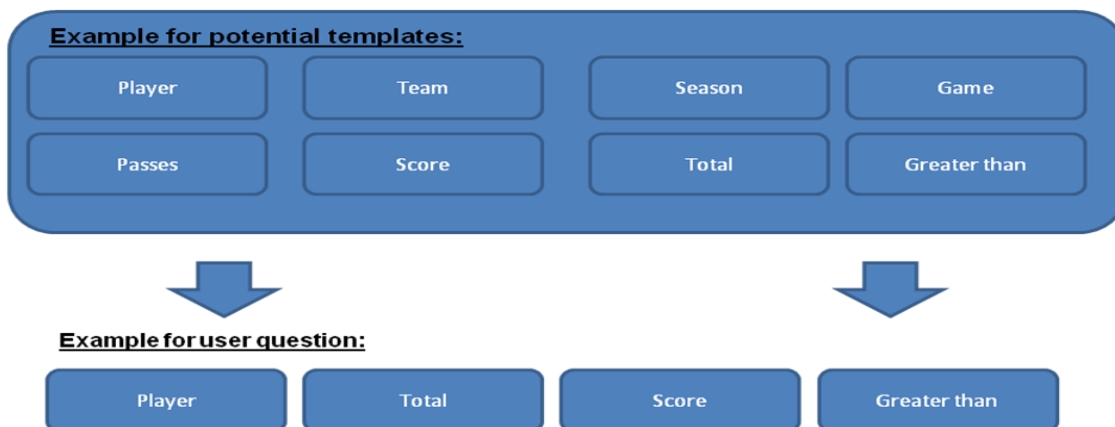 Example for potential templates:
Player Team Season Game
Passes Score Total Greater than
Example for user question:
Player Total Score Greater than